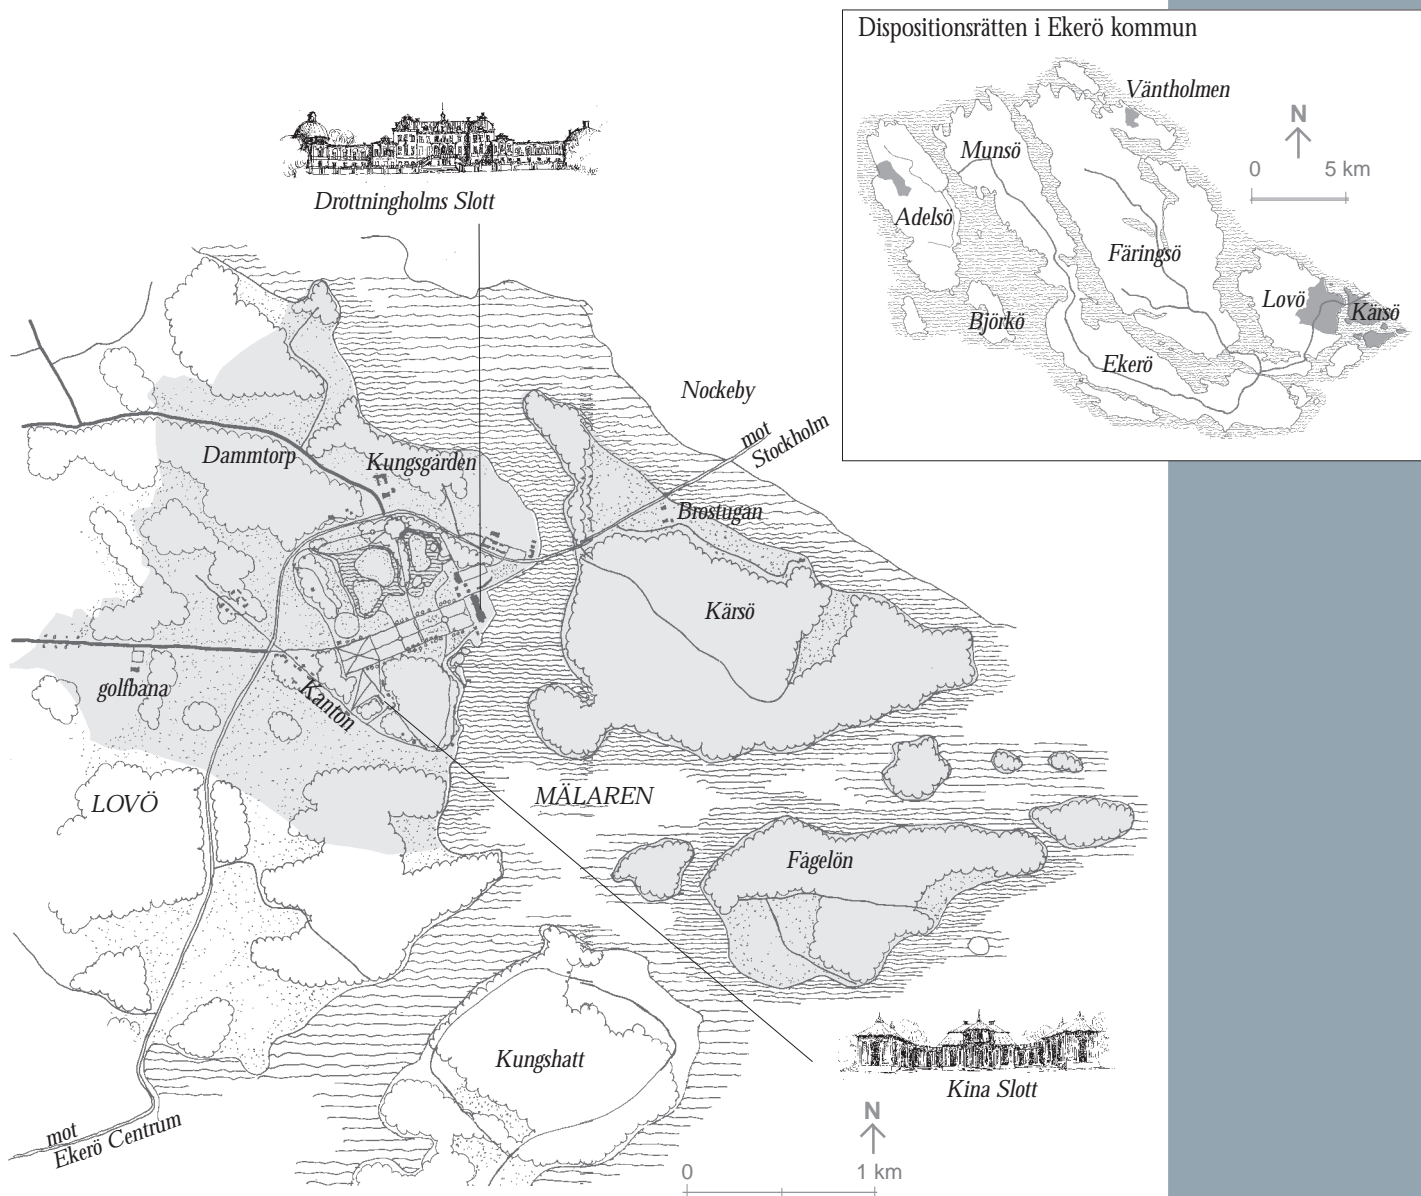 Dispositionsrätten i Ekerö kommun
Väntholmen
N
0 5 km
Munsö
Adelsö
Färingsö
Björkö
Lovö
Kärsö
Ekerö
Drottningholms Slott
Nockeby
mot
Stockholm
Dammtorp
Kungsgården
Brostugan
Kärsö
golfbana
Kanton
LOVÖ
MÄLAREN
Fågelön
Kungshatt
Kina Slott
mot
Ekerö Centrum
N
0 1 km